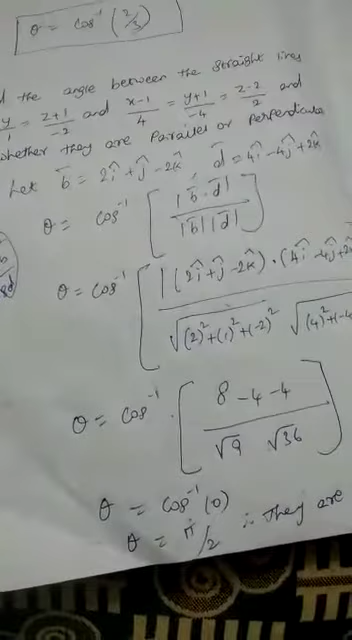 θ = cos⁻¹ (2/3)
the angle between the straight lines
y/1 = z+1/-2 and x-1/4 = y+1/-4 = z-2/2 and
whether they are Parallel or Perpendicular
Let b̄ = 2î + ĵ - 2k̂ d̄ = 4î - 4ĵ + 2k̂
θ = cos⁻¹ [ |b̄ · d̄| / |b̄| |d̄| ]
θ = cos⁻¹ [ |(2î + ĵ - 2k̂) · (4î - 4ĵ + 2k̂ / √(2)² + (1)² + (-2)² √(4)² + (-4
θ = cos⁻¹ · [ 8 - 4 - 4 / √9 √36 ]
θ = cos⁻¹ (0)
θ = π/2 ∴ They are